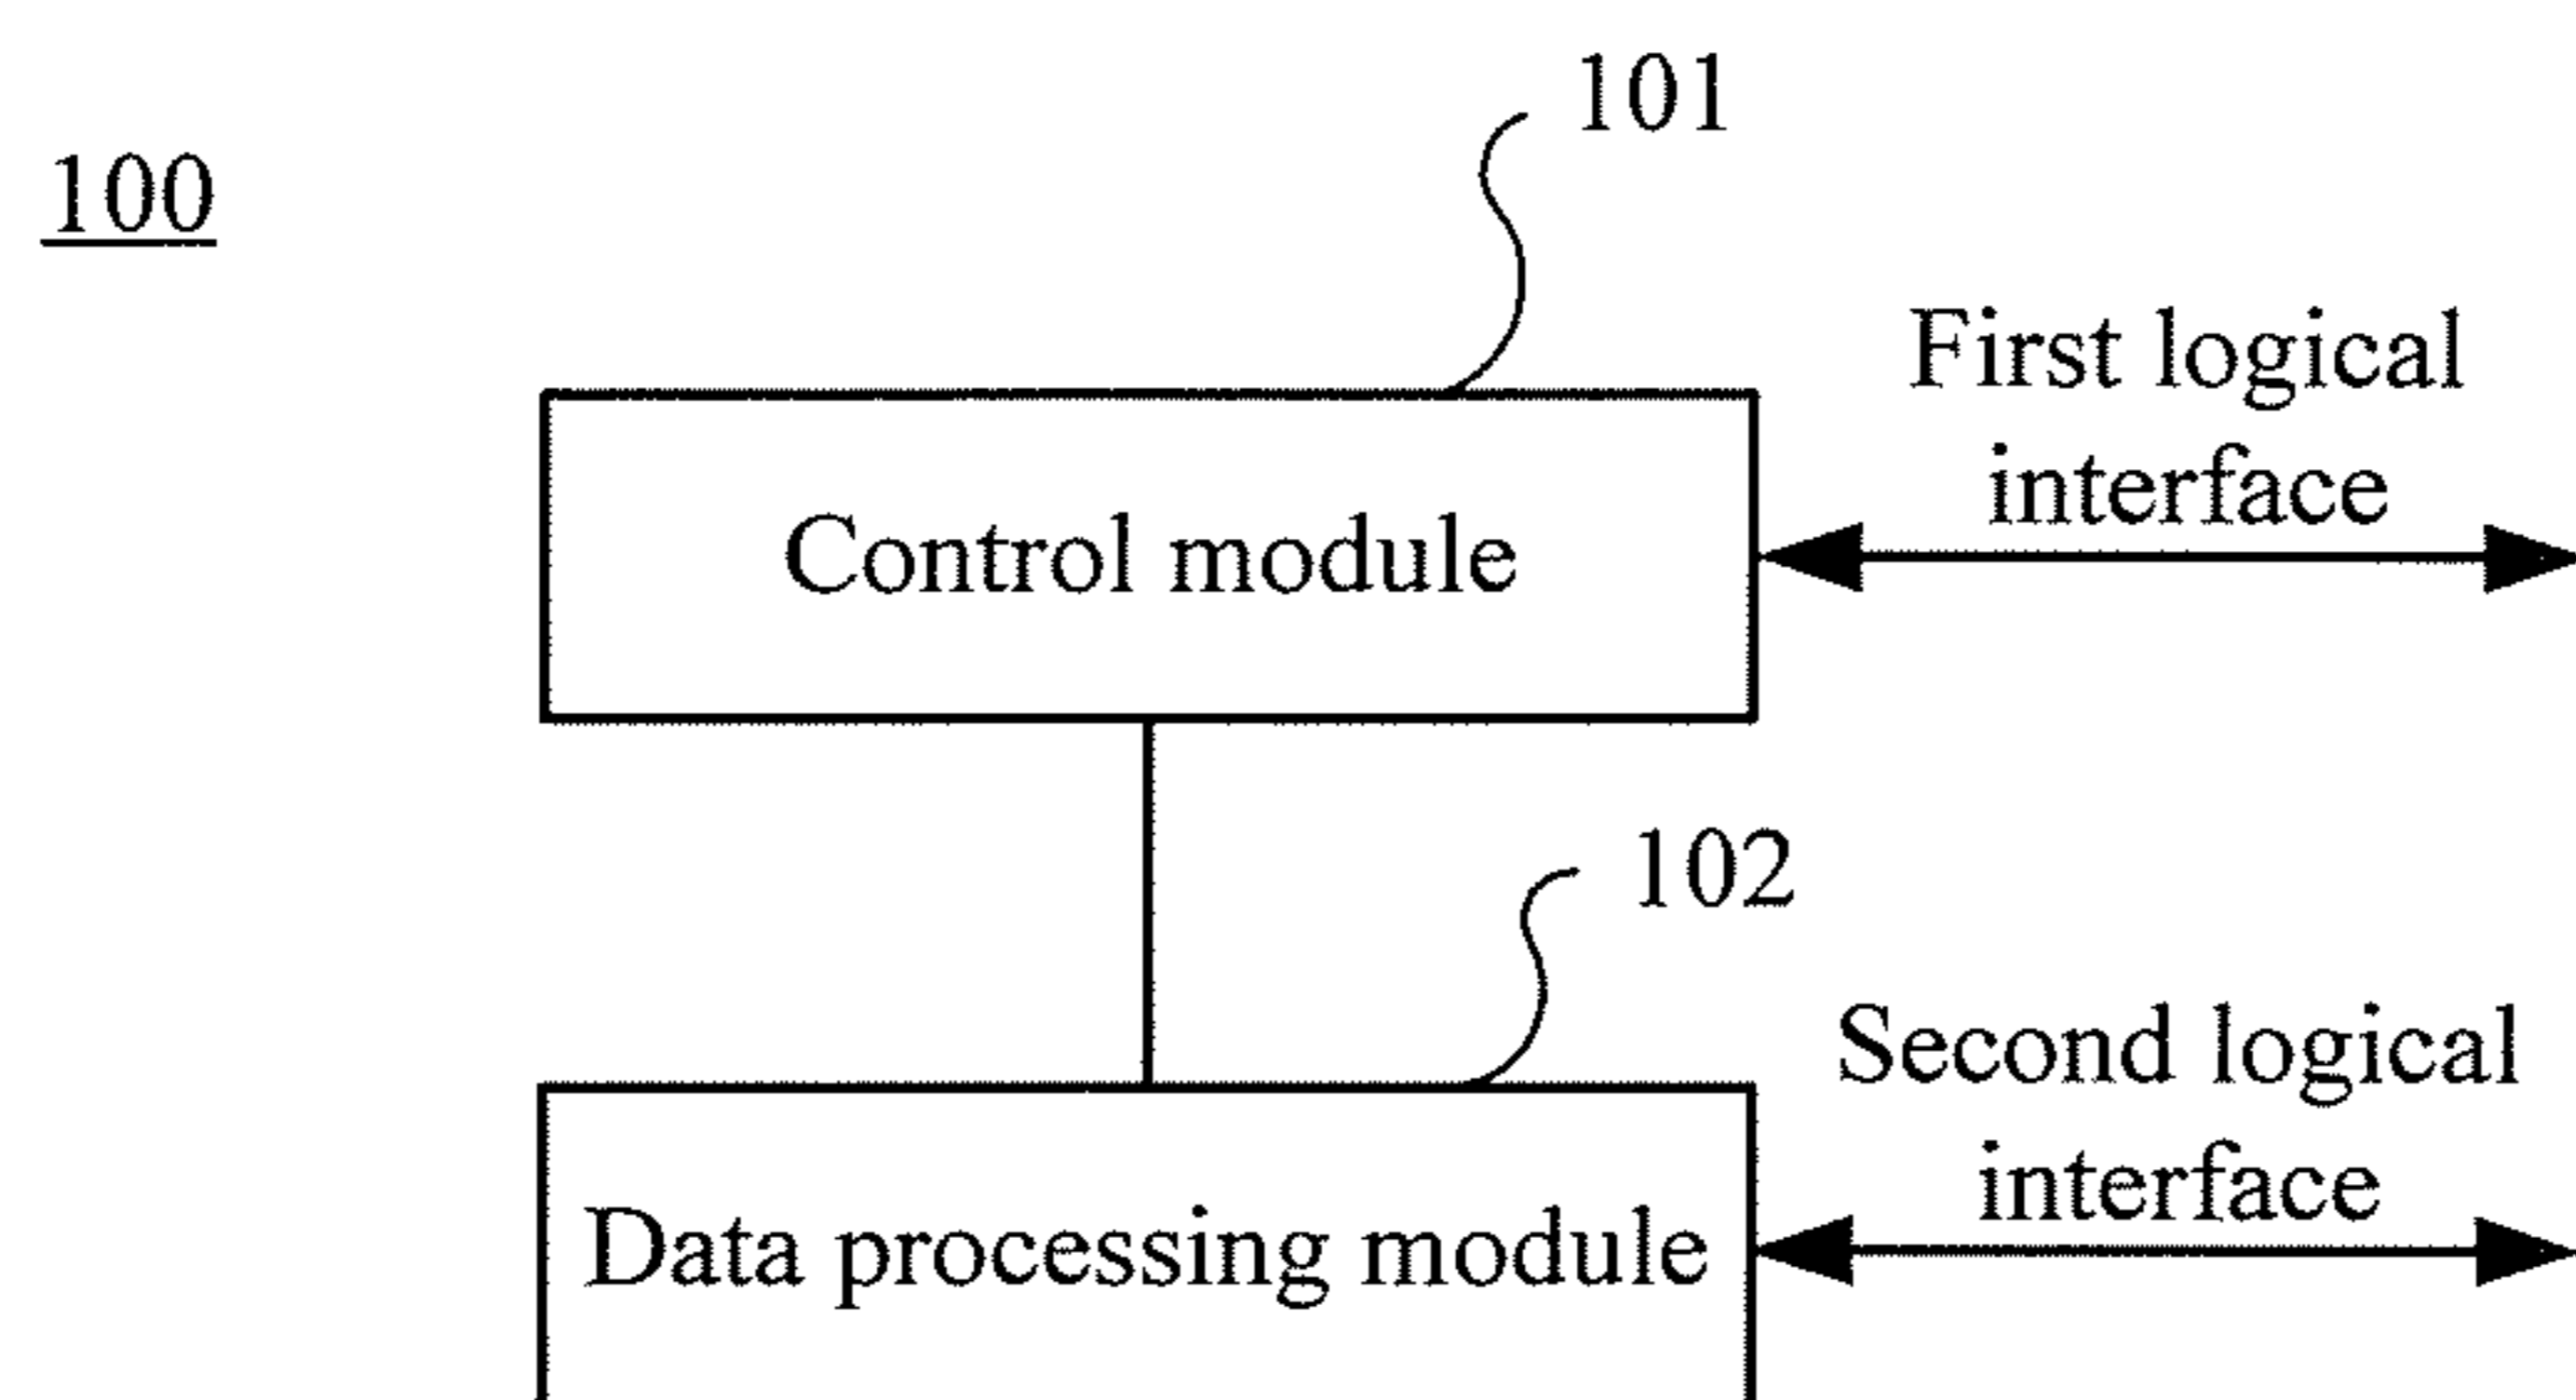 101
100
First logical
interface
Control module
102
Second logical
interface
Data processing module